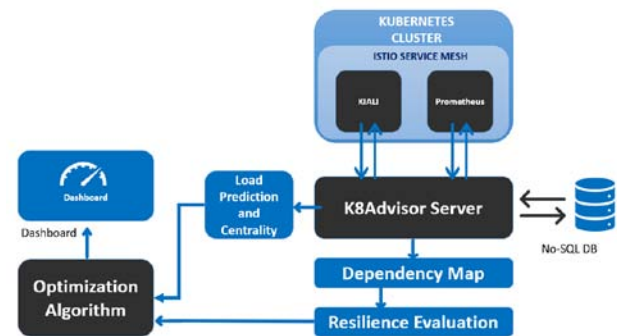 KUBERNETES
CLUSTER
ISTIO SERVICE MESH
KIALI
Prometheus
Load
Prediction
and
Centrality
K8Advisor Server
No-SQL DB
Dashboard
Dashboard
Dependency Map
Optimization
Algorithm
Resilience Evaluation